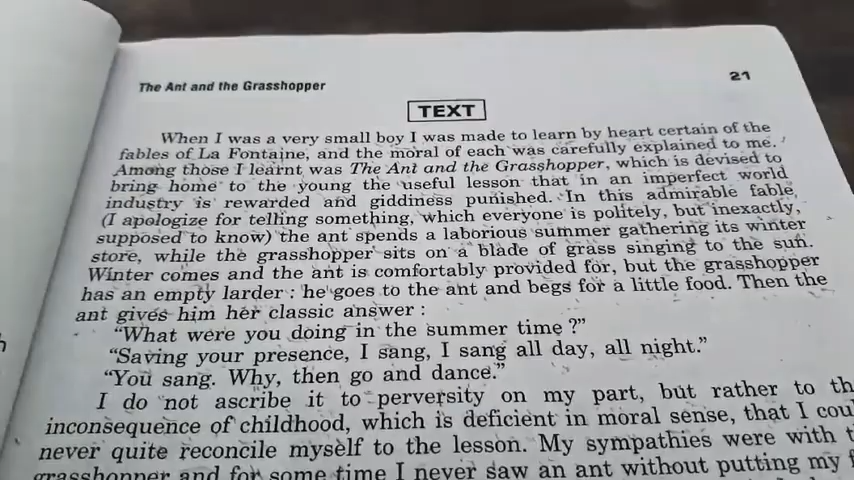 The Ant and the Grasshopper
21
TEXT
When I was a very small boy I was made to learn by heart certain of the
fables of La Fontaine, and the moral of each was carefully explained to me.
Among those I learnt was The Ant and the Grasshopper, which is devised to
bring home to the young the useful lesson that in an imperfect world
industry is rewarded and giddiness punished. In this admirable fable,
(I apologize for telling something, which everyone is politely, but inexactly,
supposed to know) the ant spends a laborious summer gathering its winter
store, while the grasshopper sits on a blade of grass singing to the sun.
Winter comes and the ant is comfortably provided for, but the grasshopper
has an empty larder : he goes to the ant and begs for a little food. Then the
ant gives him her classic answer :
"What were you doing in the summer time ?"
"Saving your presence, I sang, I sang all day, all night."
"You sang. Why, then go and dance."
I do not ascribe it to perversity on my part, but rather to
inconsequence of childhood, which is deficient in moral sense, that I
never quite reconcile myself to the lesson. My sympathies were with
grasshopper and for some time I never saw an ant without putting my